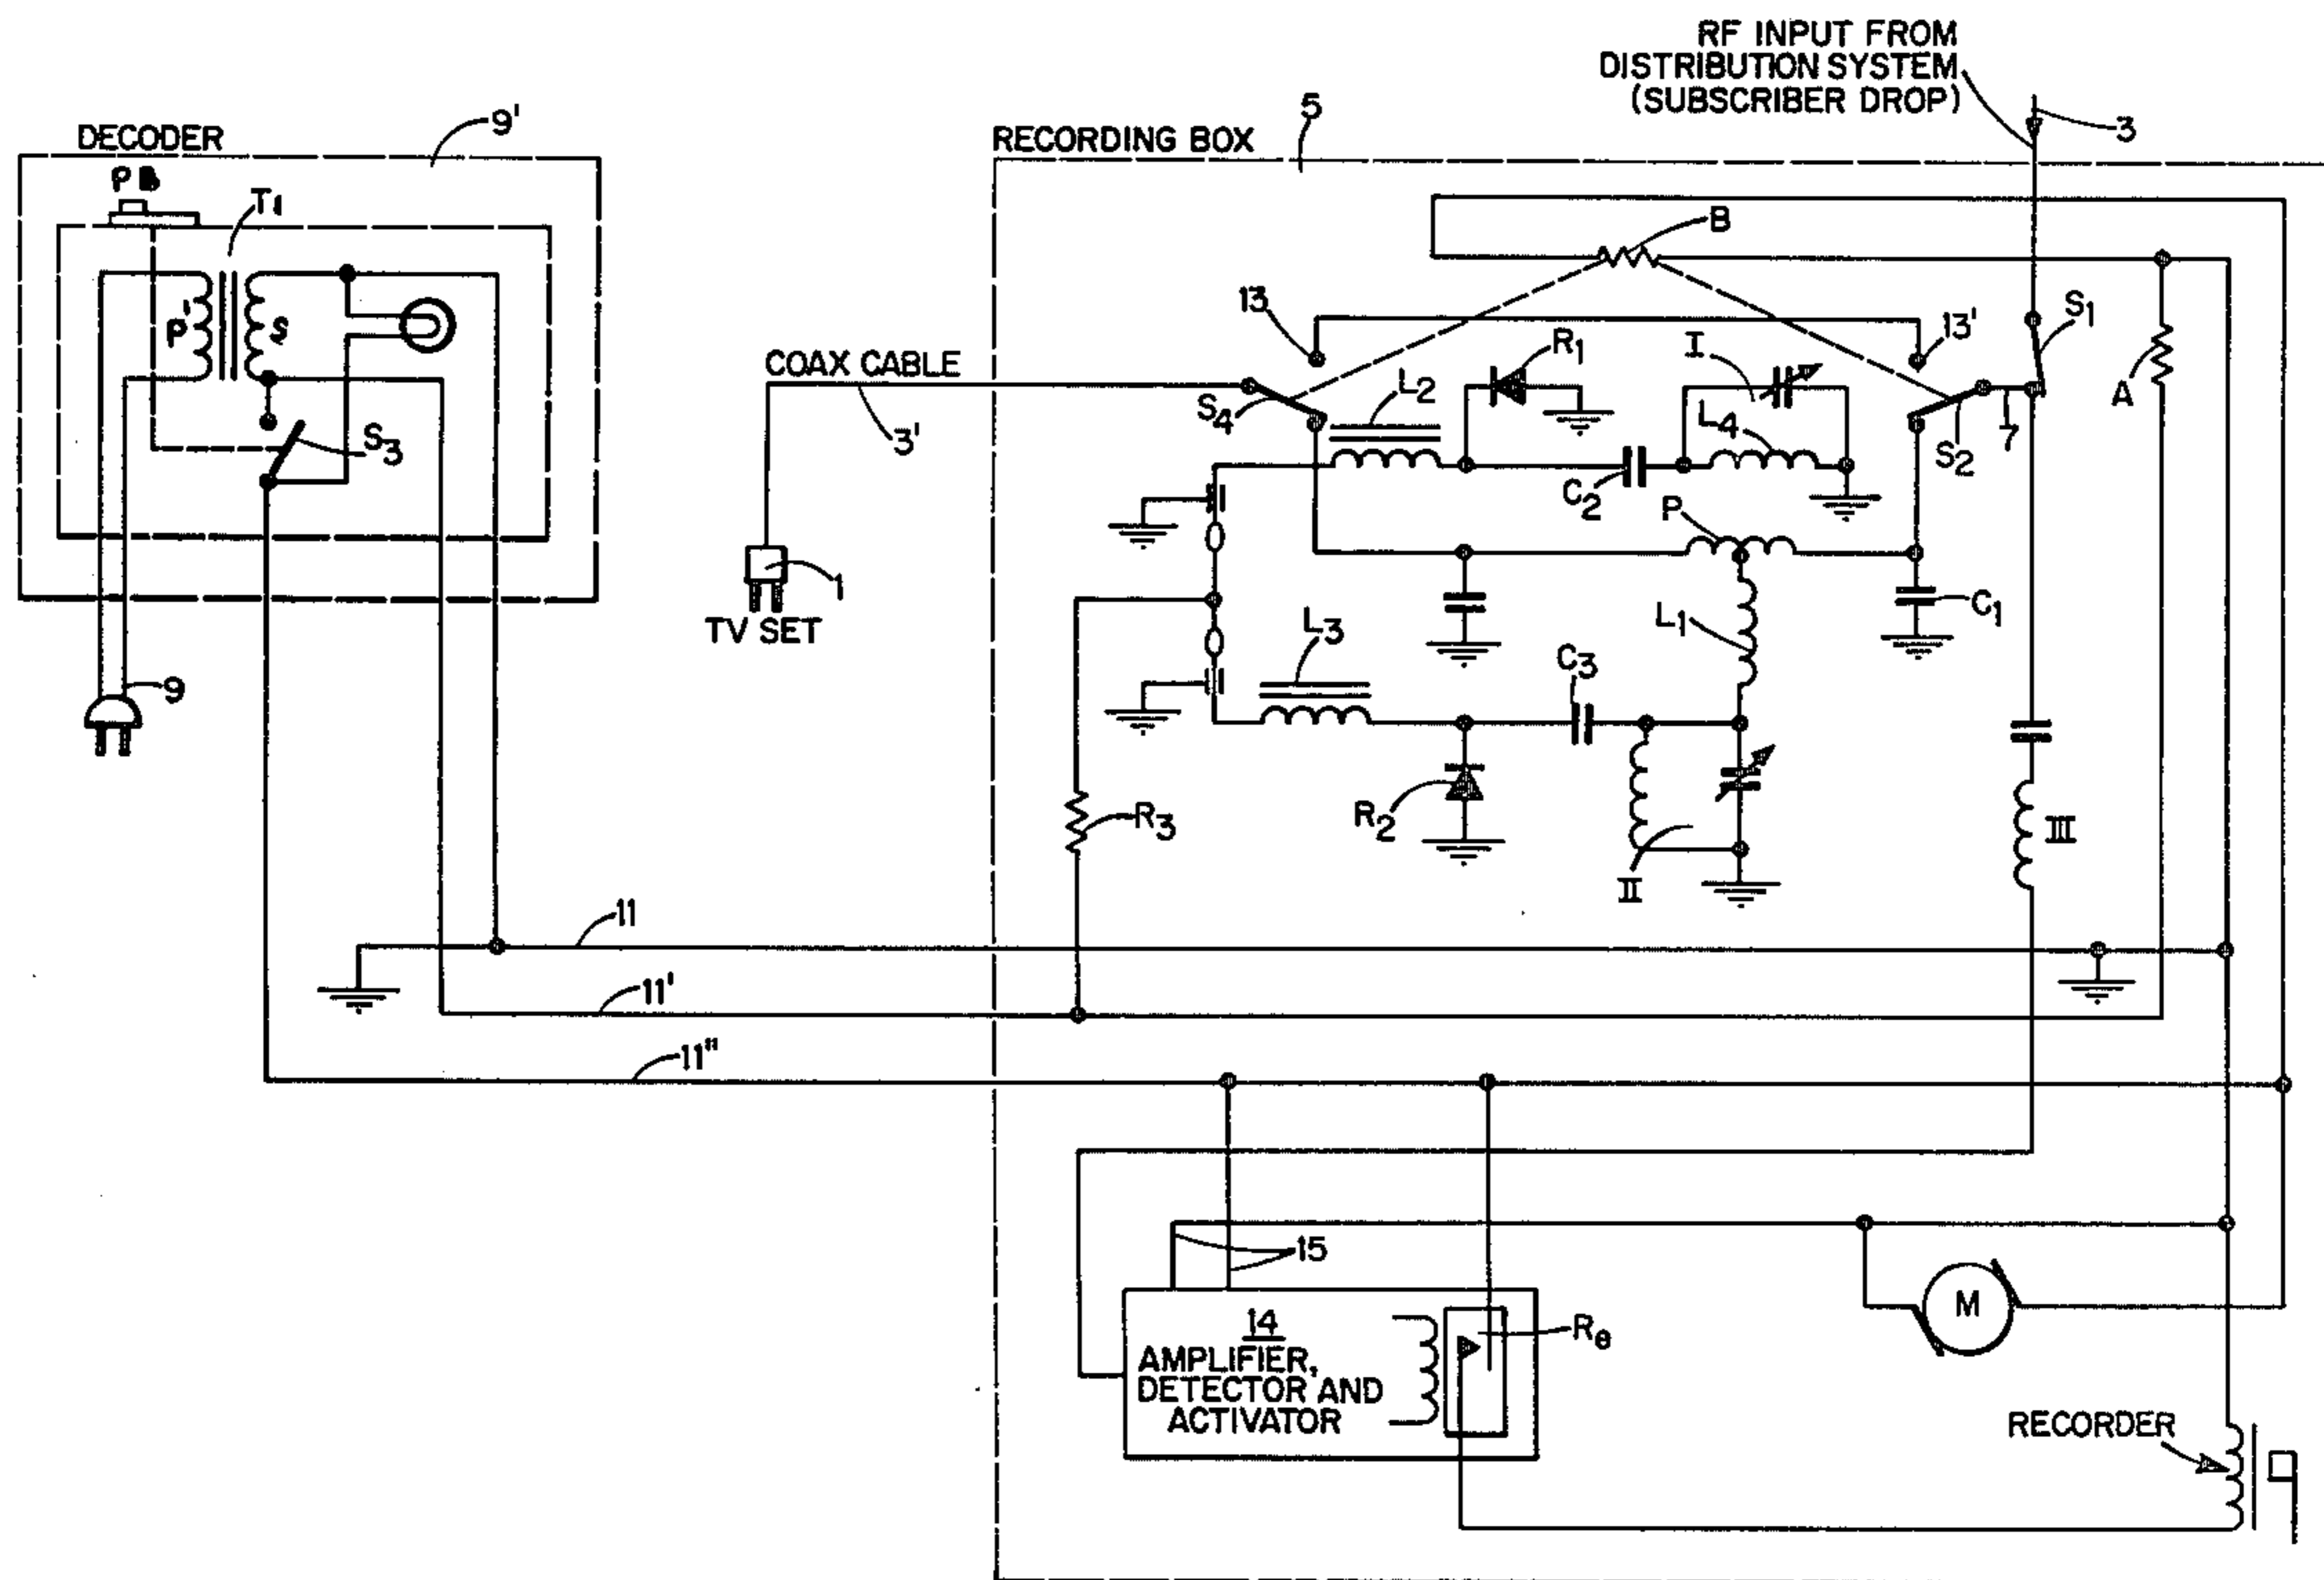 RF INPUT FROM
DISTRIBUTION SYSTEM
(SUBSCRIBER DROP)
3
DECODER
9'
RECORDING BOX
5
PB
T1
P'
S
S3
9
COAX CABLE
3'
1
TV SET
B
13
13'
S1
S4
L2
R1
I
L4
C2
S2
7
A
P
L1
C1
L3
C3
R2
II
III
R3
11
11'
11"
15
14
AMPLIFIER,
DETECTOR AND
ACTIVATOR
Re
M
RECORDER